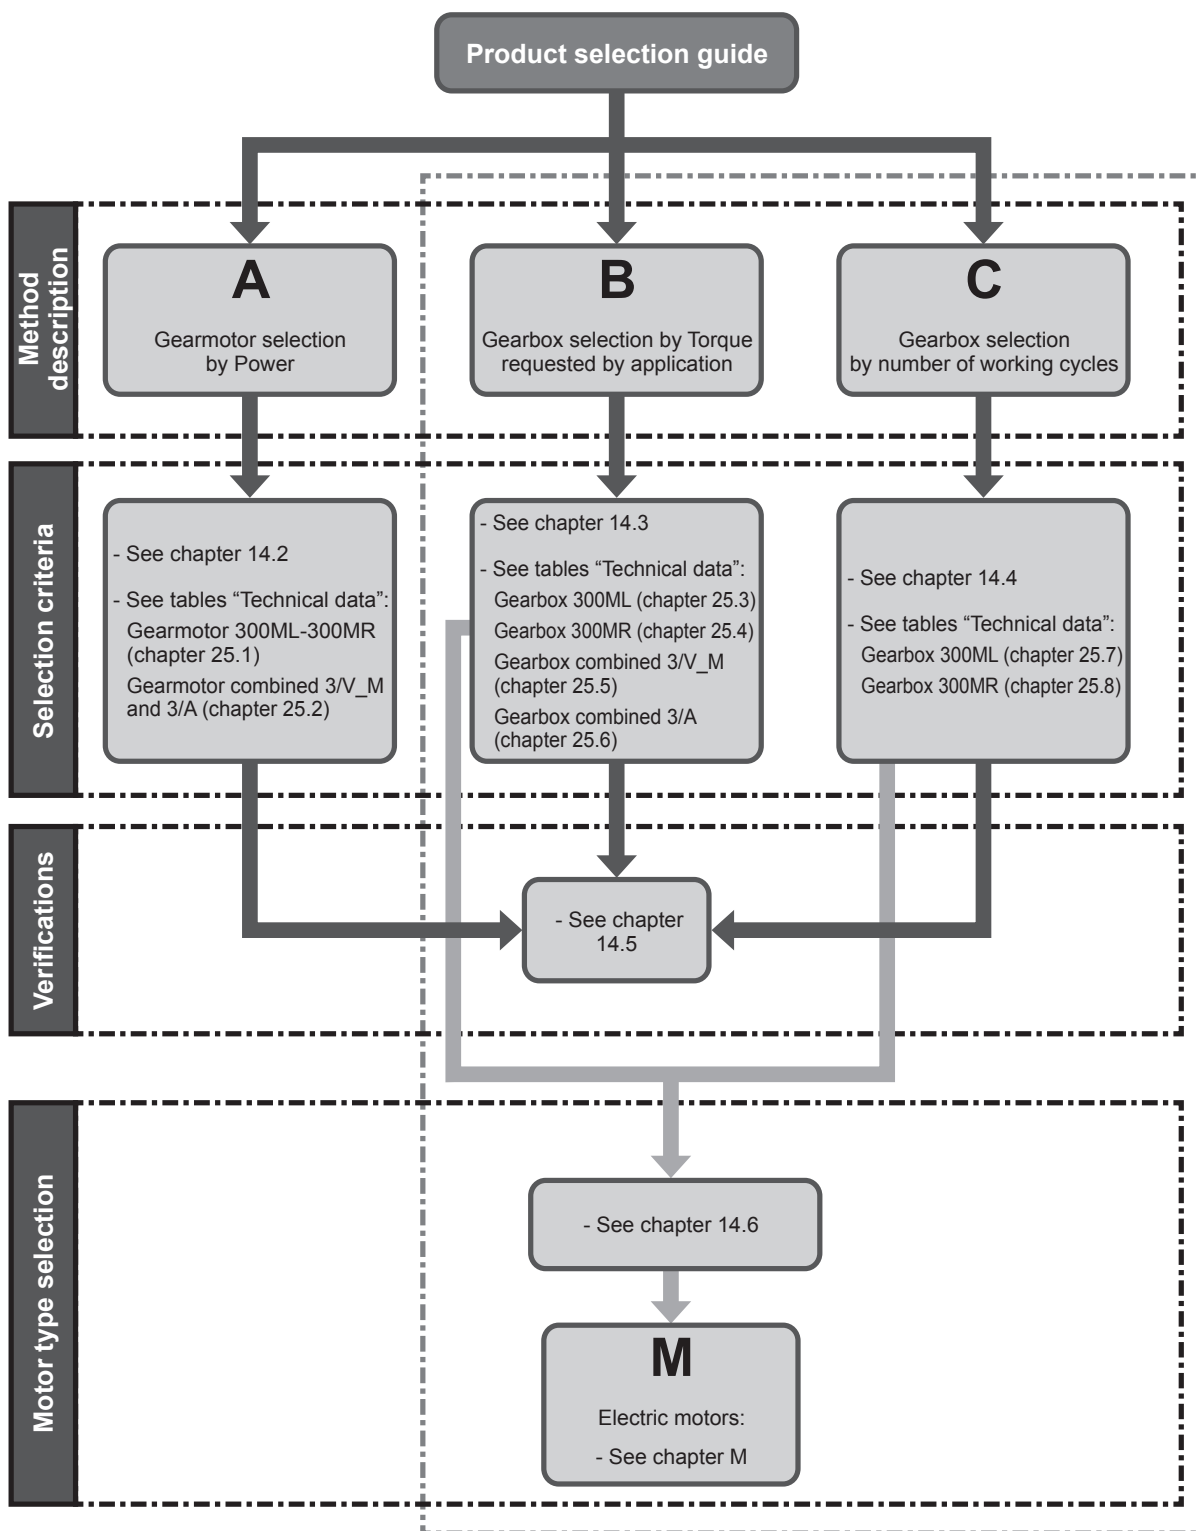 Product selection guide
Method
description
A
Gearmotor selection
by Power
B
Gearbox selection by Torque
requested by application
C
Gearbox selection
by number of working cycles
Selection criteria
- See chapter 14.2
- See tables “Technical data”:
Gearmotor 300ML-300MR
(chapter 25.1)
Gearmotor combined 3/V_M
and 3/A (chapter 25.2)
- See chapter 14.3
- See tables “Technical data”:
Gearbox 300ML (chapter 25.3)
Gearbox 300MR (chapter 25.4)
Gearbox combined 3/V_M
(chapter 25.5)
Gearbox combined 3/A
(chapter 25.6)
- See chapter 14.4
- See tables “Technical data”:
Gearbox 300ML (chapter 25.7)
Gearbox 300MR (chapter 25.8)
Verifications
- See chapter
14.5
Motor type selection
- See chapter 14.6
M
Electric motors:
- See chapter M